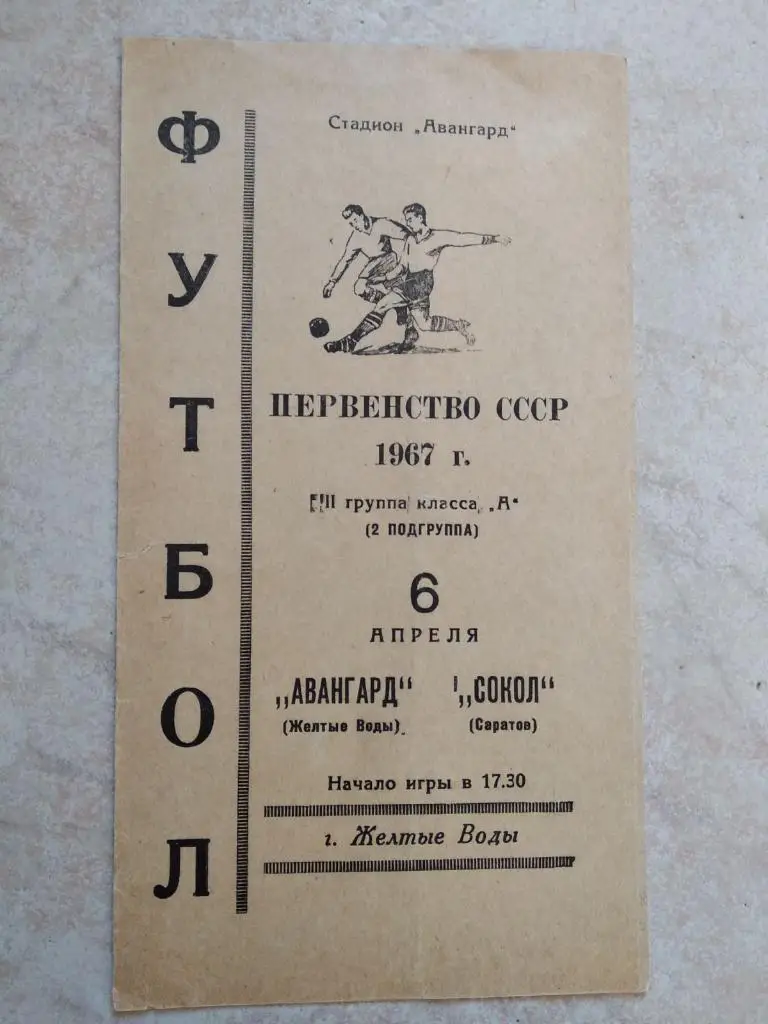 ФУТБОЛ
Стадион „Авангард"
ПЕРВЕНСТВО СССР
1967 г.
группа класса „А"
(2 ПОДГРУППА)
6
АПРЕЛЯ
„АВАНГАРД" „СОКОЛ"
(Желтые Воды) (Саратов)
Начало игры в 17.30
г. Желтые Воды